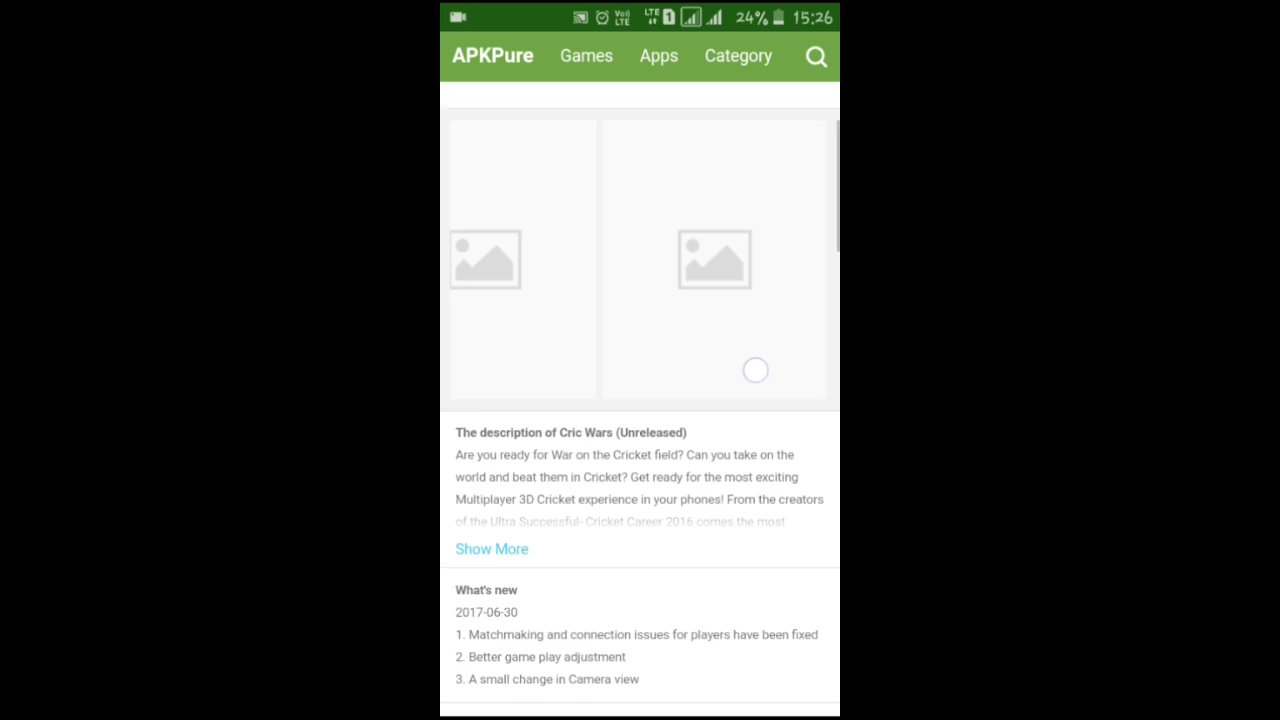 VoI) LTE LTE 1 24% 15:26
APKPure Games Apps Category
The description of Cric Wars (Unreleased)
Are you ready for War on the Cricket field? Can you take on the
world and beat them in Cricket? Get ready for the most exciting
Multiplayer 3D Cricket experience in your phones! From the creators
of the Ultra Successful- Cricket Career 2016 comes the most
Show More
What's new
2017-06-30
1. Matchmaking and connection issues for players have been fixed
2. Better game play adjustment
3. A small change in Camera view